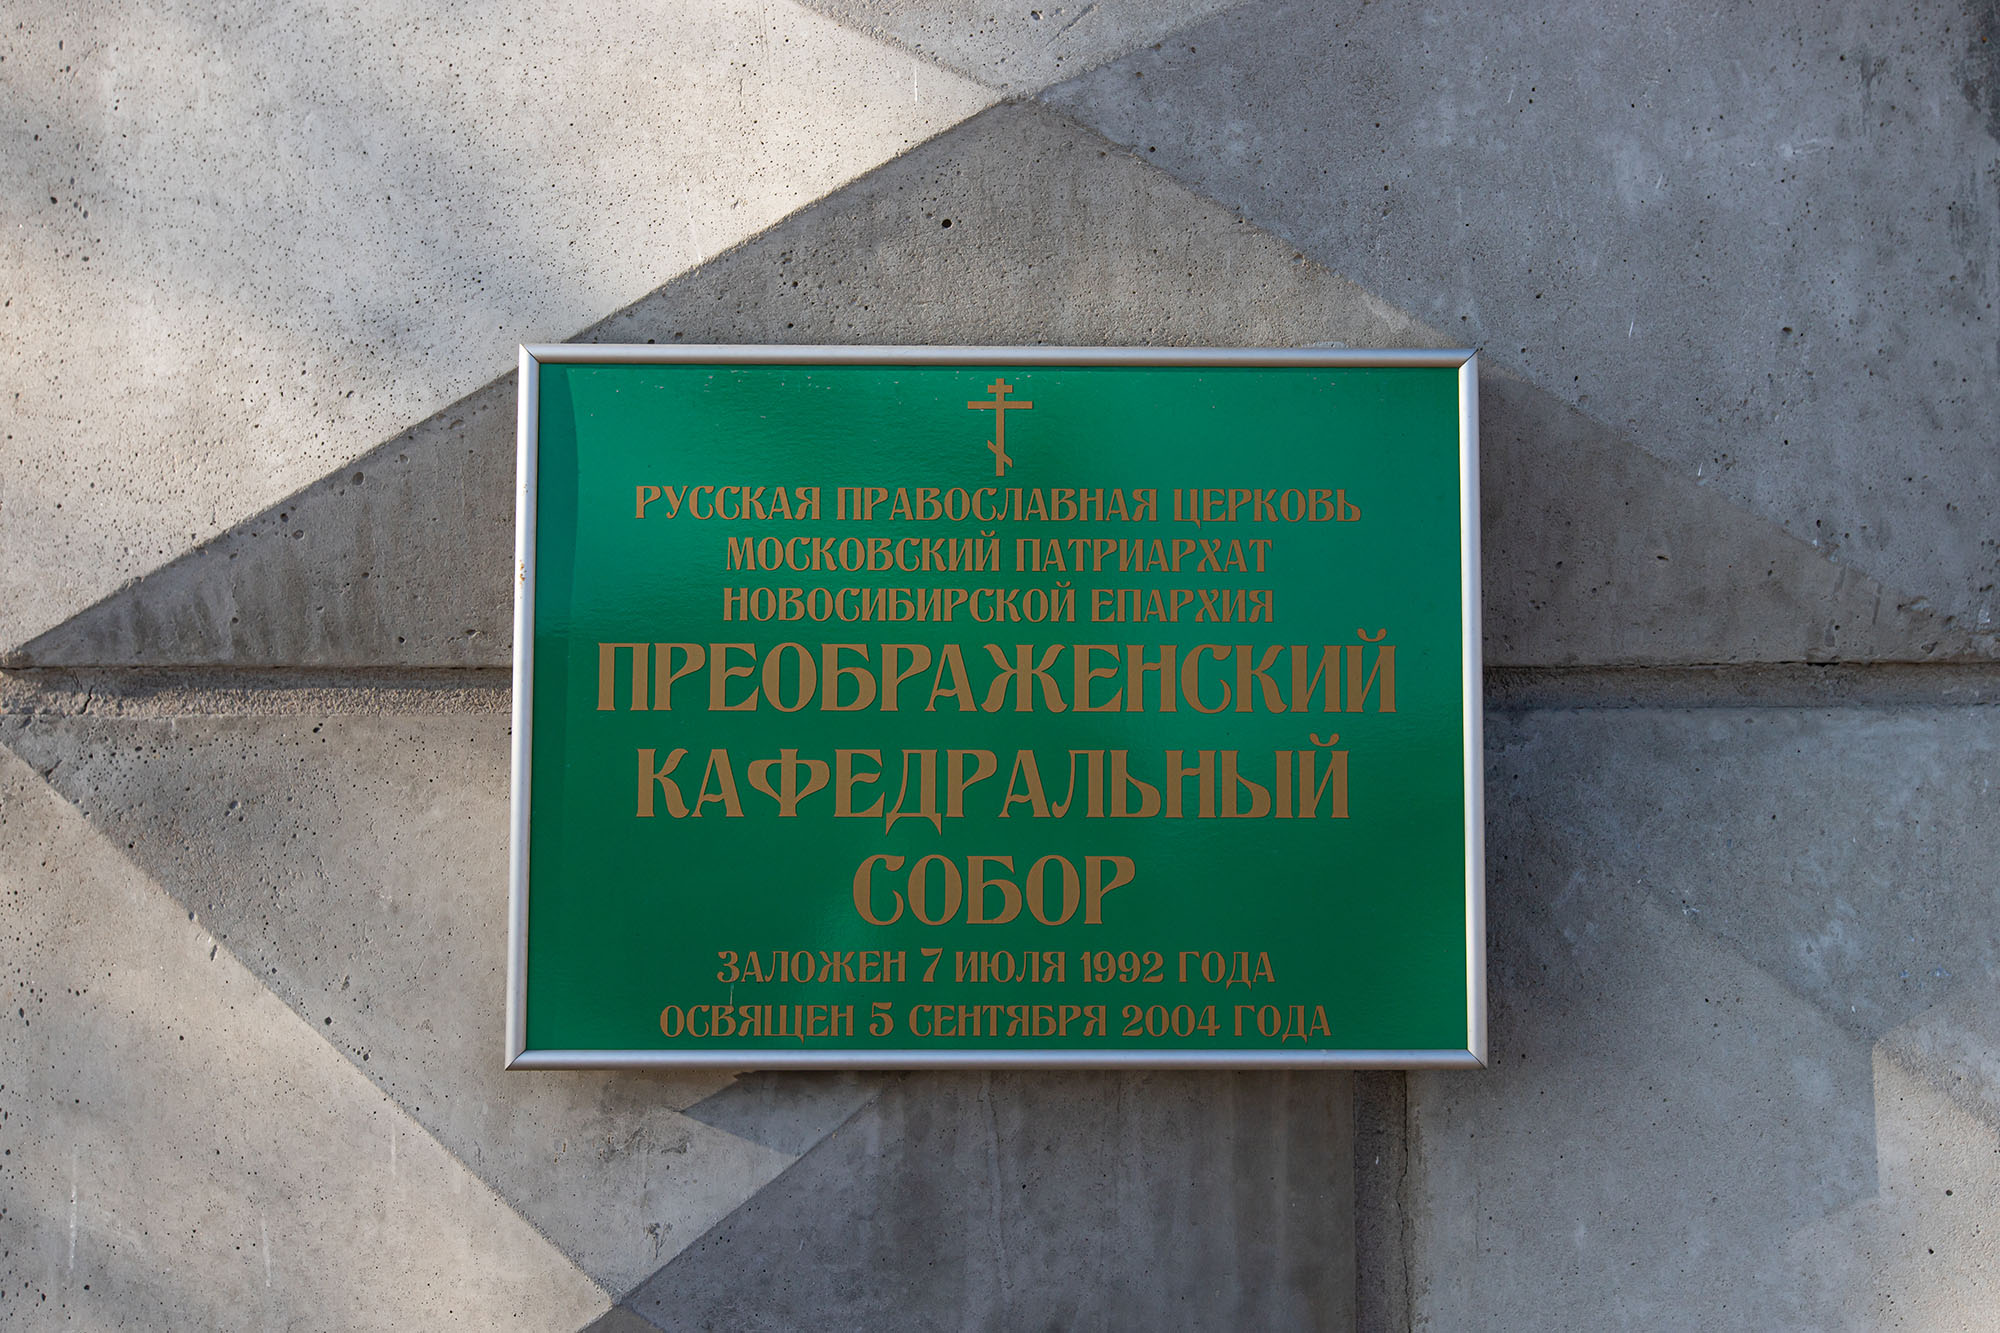 РУССКАЯ ПРАВОСЛАВНАЯ ЦЕРКОВЬ
МОСКОВСКИЙ ПАТРИАРХАТ
НОВОСИБИРСКОЙ ЕПАРХИЯ
ПРЕОБРАЖЕНСКИЙ
КАФЕДРАЛЬНЫЙ
СОБОР
ЗАЛОЖЕН 7 ИЮЛЯ 1992 ГОДА
ОСВЯЩЕН 5 СЕНТЯБРЯ 2004 ГОДА